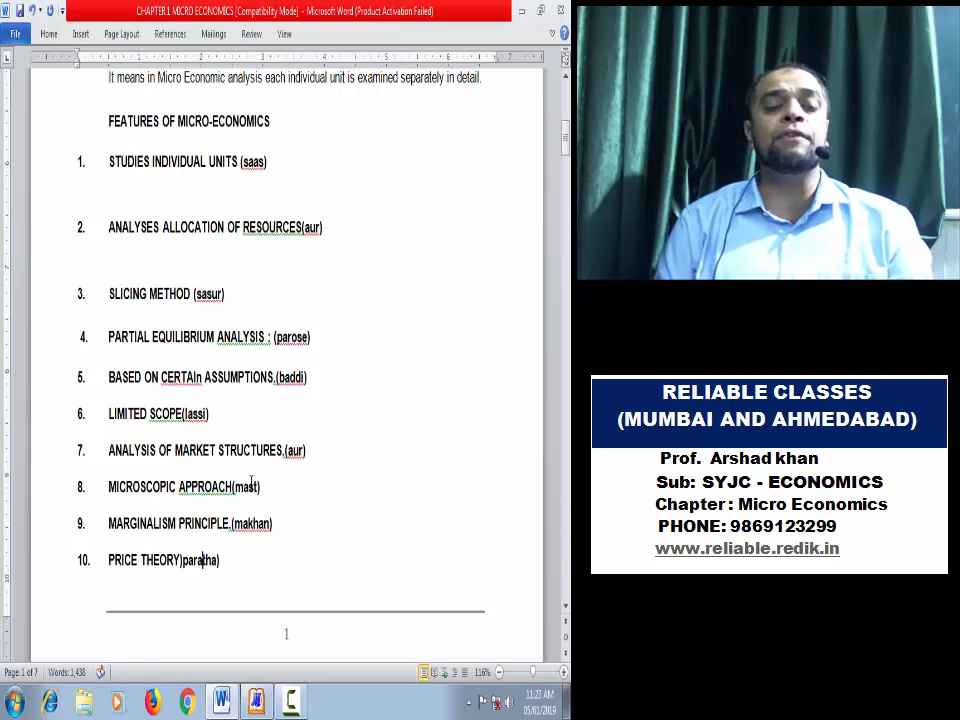 CHAPTER1 MICRO ECONOMICS [Compatibility Mode] - Microsoft Word (Product Activation Failed)
File Home Insert Page Layout References Mailings Review View
It means in Micro Economic analysis each individual unit is examined separately in detail.
FEATURES OF MICRO-ECONOMICS
1. STUDIES INDIVIDUAL UNITS (saas)
2. ANALYSES ALLOCATION OF RESOURCES(aur)
3. SLICING METHOD (sasur)
4. PARTIAL EQUILIBRIUM ANALYSIS : (parose)
5. BASED ON CERTAIn ASSUMPTIONS.(baddi)
6. LIMITED SCOPE(lassi)
7. ANALYSIS OF MARKET STRUCTURES.(aur)
8. MICROSCOPIC APPROACH(mast)
9. MARGINALISM PRINCIPLE.(makhan)
10. PRICE THEORY)paratha)
1
Page: 1 of 7 Words: 1,438 116%
11:23 AM
05/01/2019
RELIABLE CLASSES
(MUMBAI AND AHMEDABAD)
Prof. Arshad khan
Sub: SYJC - ECONOMICS
Chapter : Micro Economics
PHONE: 9869123299
www.reliable.redik.in